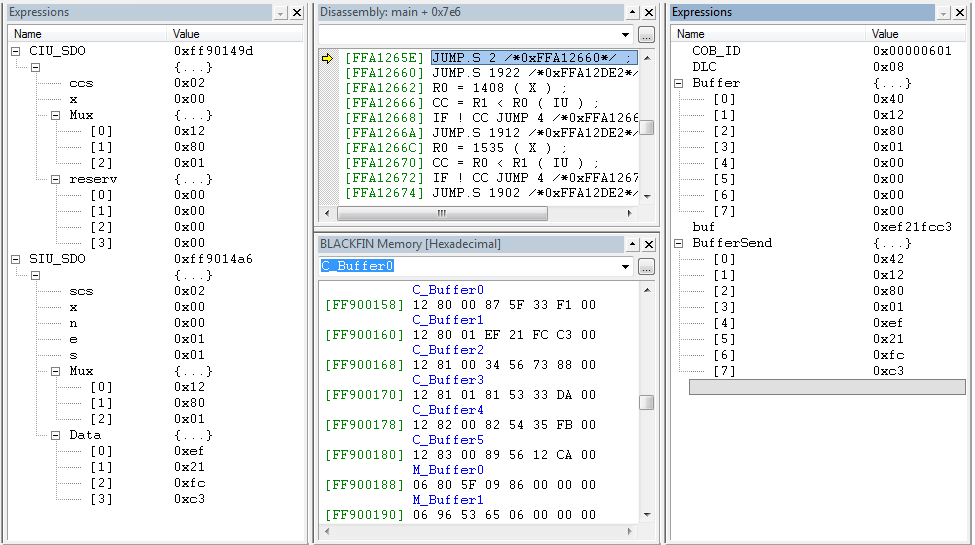 Expressions
Name Value
CIU_SDO 0xff90149d
{...}
ccs 0x02
x 0x00
Mux {...}
[0] 0x12
[1] 0x80
[2] 0x01
reserv {...}
[0] 0x00
[1] 0x00
[2] 0x00
[3] 0x00
SIU_SDO 0xff9014a6
{...}
scs 0x02
x 0x00
n 0x00
e 0x01
s 0x01
Mux {...}
[0] 0x12
[1] 0x80
[2] 0x01
Data {...}
[0] 0xef
[1] 0x21
[2] 0xfc
[3] 0xc3
Disassembly: main + 0x7e6
[FFA1265E] JUMP.S 2 /*0xFFA12660*/ ;
[FFA12660] JUMP.S 1922 /*0xFFA12DE2*/
[FFA12662] R0 = 1408 ( X ) ;
[FFA12666] CC = R1 < R0 ( IU ) ;
[FFA12668] IF ! CC JUMP 4 /*0xFFA1266
[FFA1266A] JUMP.S 1912 /*0xFFA12DE2*/
[FFA1266C] R0 = 1535 ( X ) ;
[FFA12670] CC = R0 < R1 ( IU ) ;
[FFA12672] IF ! CC JUMP 4 /*0xFFA1267
[FFA12674] JUMP.S 1902 /*0xFFA12DE2*/
BLACKFIN Memory [Hexadecimal]
C_Buffer0
C_Buffer0
[FF900158] 12 80 00 87 5F 33 F1 00
C_Buffer1
[FF900160] 12 80 01 EF 21 FC C3 00
C_Buffer2
[FF900168] 12 81 00 34 56 73 88 00
C_Buffer3
[FF900170] 12 81 01 81 53 33 DA 00
C_Buffer4
[FF900178] 12 82 00 82 54 35 FB 00
C_Buffer5
[FF900180] 12 83 00 89 56 12 CA 00
M_Buffer0
[FF900188] 06 80 5F 09 86 00 00 00
M_Buffer1
[FF900190] 06 96 53 65 06 00 00 00
Expressions
Name Value
COB_ID 0x00000601
DLC 0x08
Buffer {...}
[0] 0x40
[1] 0x12
[2] 0x80
[3] 0x01
[4] 0x00
[5] 0x00
[6] 0x00
[7] 0x00
buf 0xef21fcc3
BufferSend {...}
[0] 0x42
[1] 0x12
[2] 0x80
[3] 0x01
[4] 0xef
[5] 0x21
[6] 0xfc
[7] 0xc3